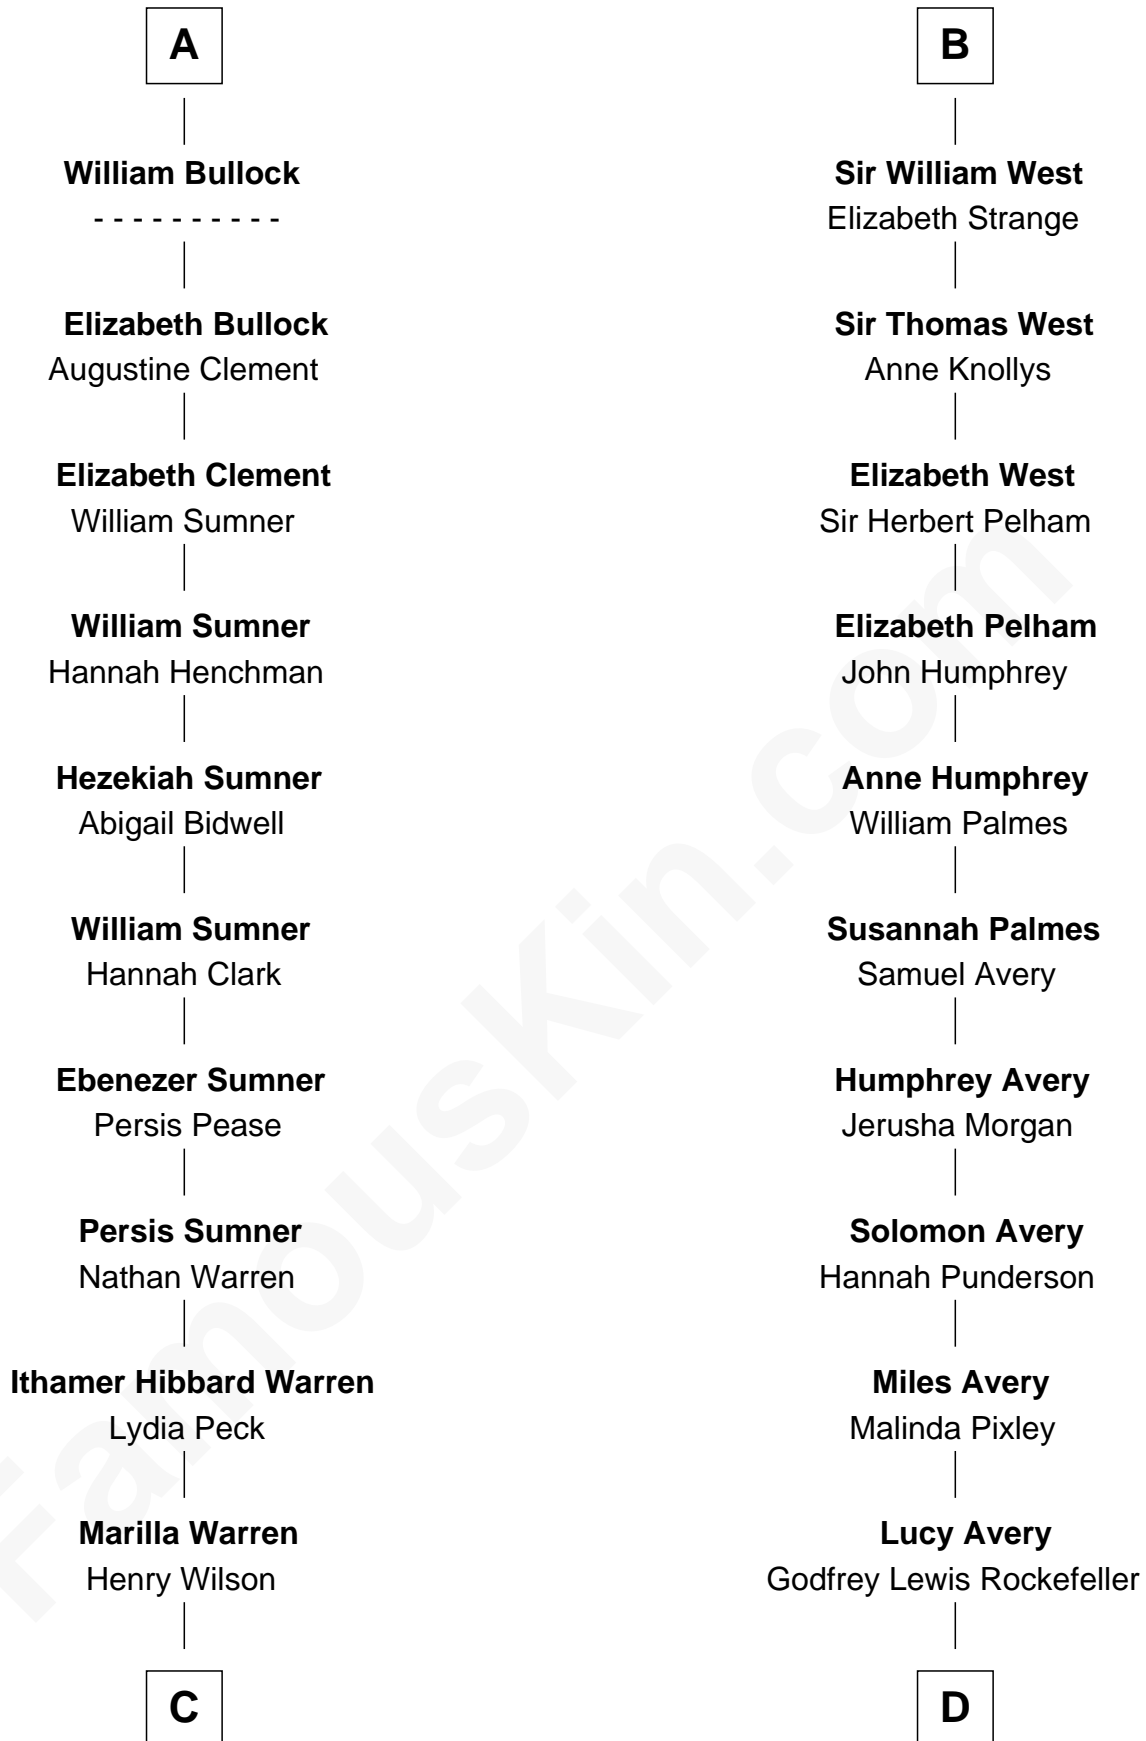 A
William Bullock
- - - - - - - - - -
Elizabeth Bullock
Augustine Clement
Elizabeth Clement
William Sumner
William Sumner
Hannah Henchman
Hezekiah Sumner
Abigail Bidwell
William Sumner
Hannah Clark
Ebenezer Sumner
Persis Pease
Persis Sumner
Nathan Warren
Ithamer Hibbard Warren
Lydia Peck
Marilla Warren
Henry Wilson
C
B
Sir William West
Elizabeth Strange
Sir Thomas West
Anne Knollys
Elizabeth West
Sir Herbert Pelham
Elizabeth Pelham
John Humphrey
Anne Humphrey
William Palmes
Susannah Palmes
Samuel Avery
Humphrey Avery
Jerusha Morgan
Solomon Avery
Hannah Punderson
Miles Avery
Malinda Pixley
Lucy Avery
Godfrey Lewis Rockefeller
D
FamousKin.com